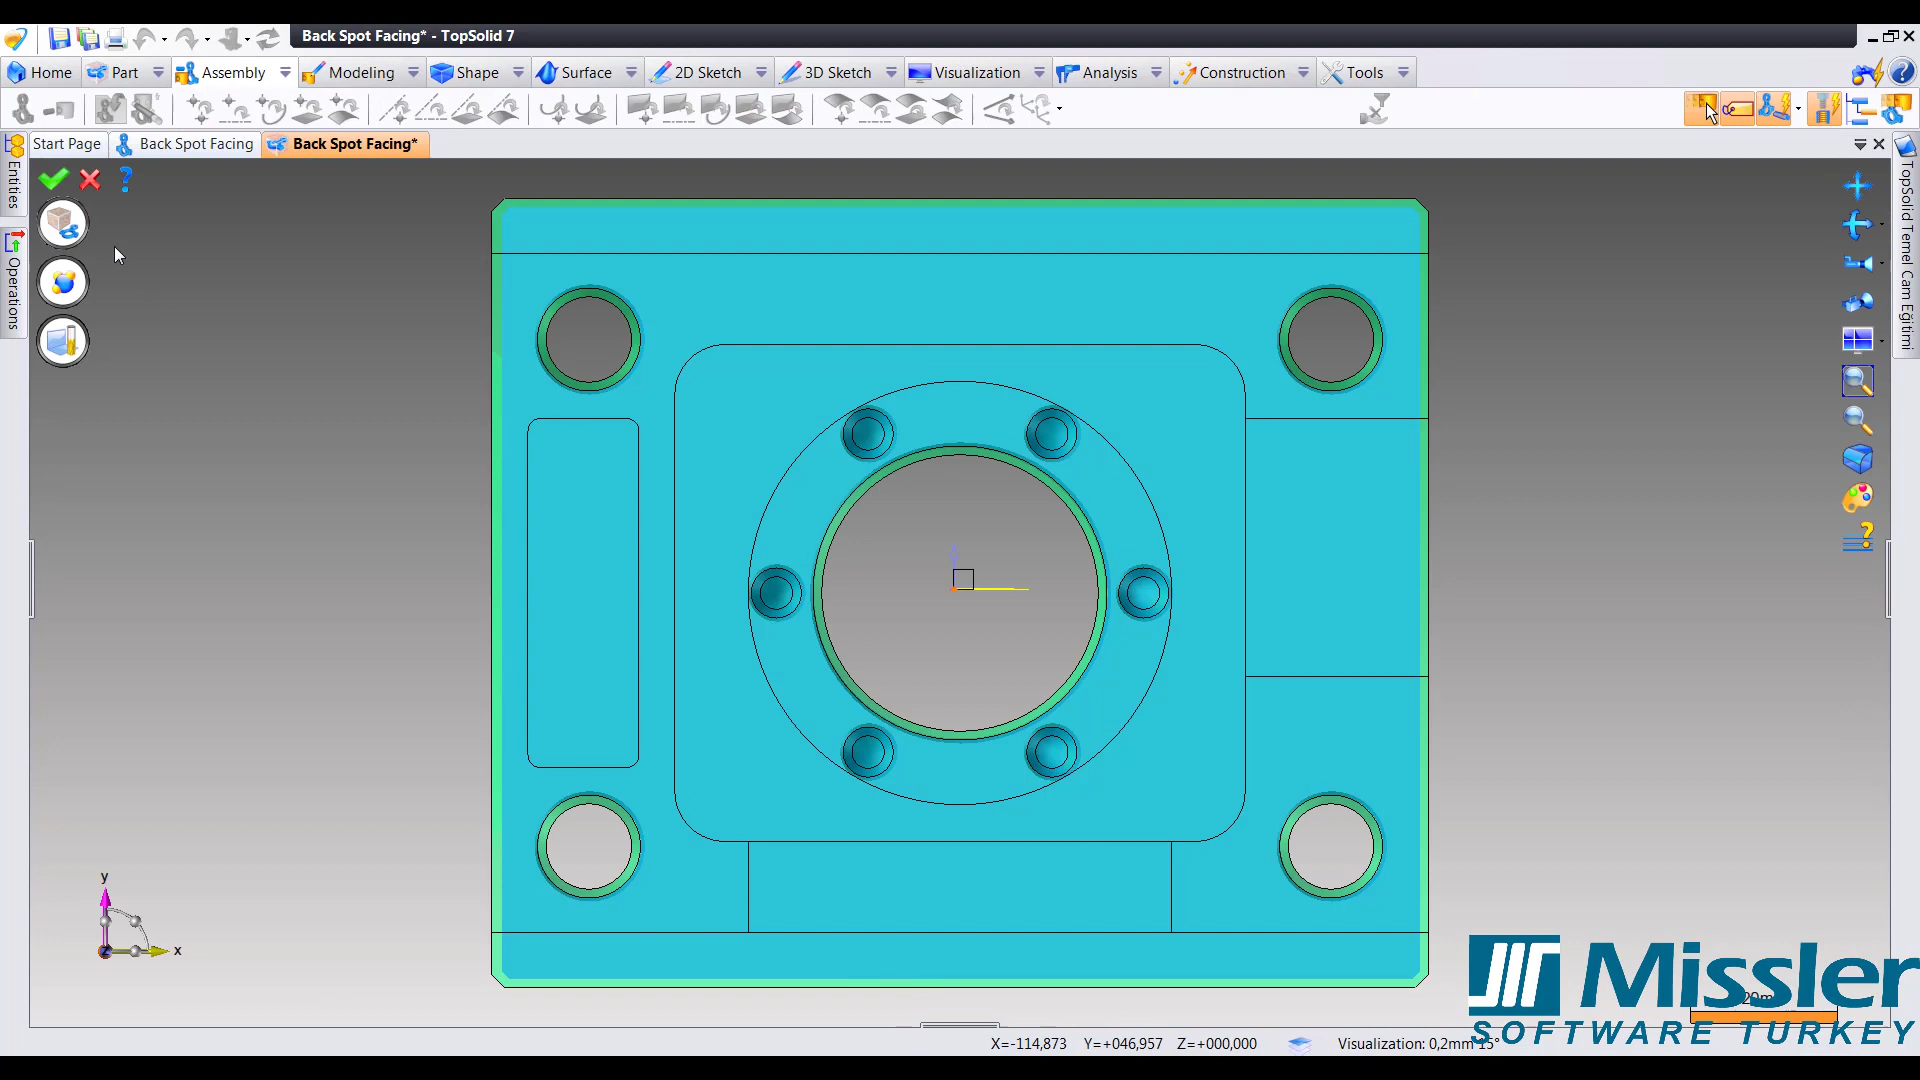 Back Spot Facing* - TopSolid 7
Home Part Assembly Modeling Shape Surface 2D Sketch 3D Sketch Visualization Analysis Construction Tools
Start Page Back Spot Facing Back Spot Facing*
Entities
Operations
TopSolid Temel Cam Eğitimi
y
x
z
Missler
SOFTWARE TURKEY
X=-114,873 Y=+046,957 Z=+000,000 Visualization: 0,2mm 15°